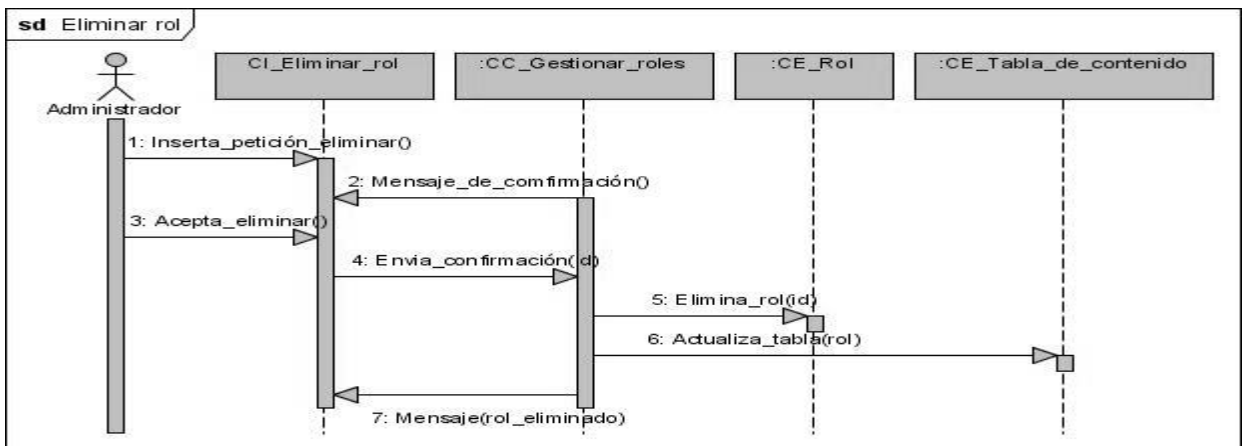 sd Eliminar rol
Administrador
CI_Eliminar_rol
:CC_Gestionar_roles
:CE_Rol
:CE_Tabla_de_contenido
1: Inserta_petición_eliminar()
2: Mensaje_de_comfirmación()
3: Acepta_eliminar()
4: Envia_confirmación(id)
5: Elimina_rol(id)
6: Actualiza_tabla(rol)
7: Mensaje(rol_eliminado)